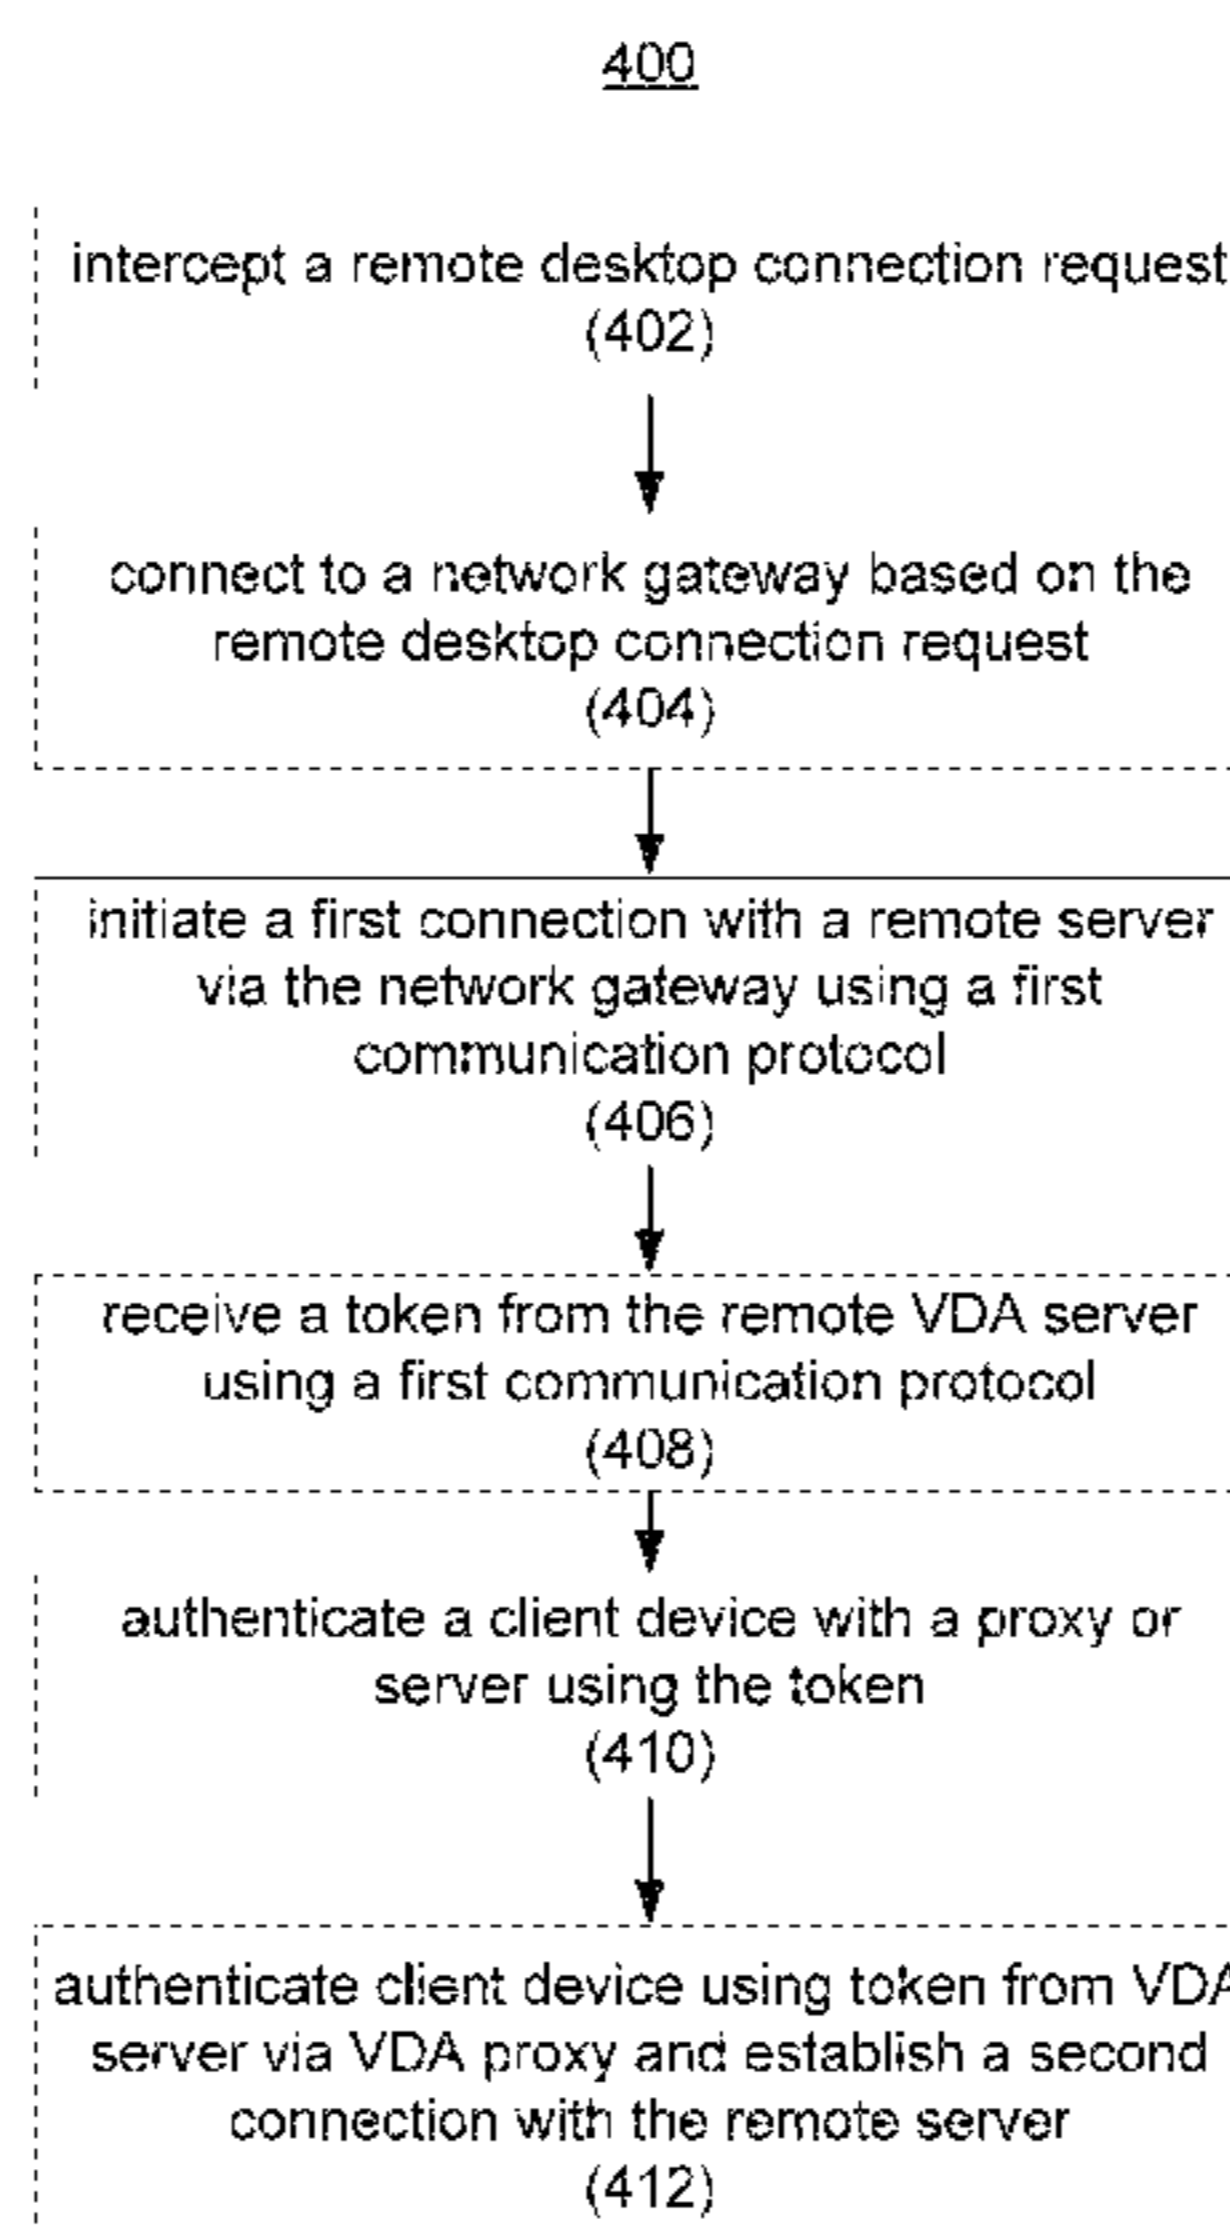 400
intercept a remote desktop connection request
(402)
connect to a network gateway based on the
remote desktop connection request
(404)
initiate a first connection with a remote server
via the network gateway using a first
communication protocol
(406)
receive a token from the remote VDA server
using a first communication protocol
(408)
authenticate a client device with a proxy or
server using the token
(410)
authenticate client device using token from VDA
server via VDA proxy and establish a second
connection with the remote server
(412)